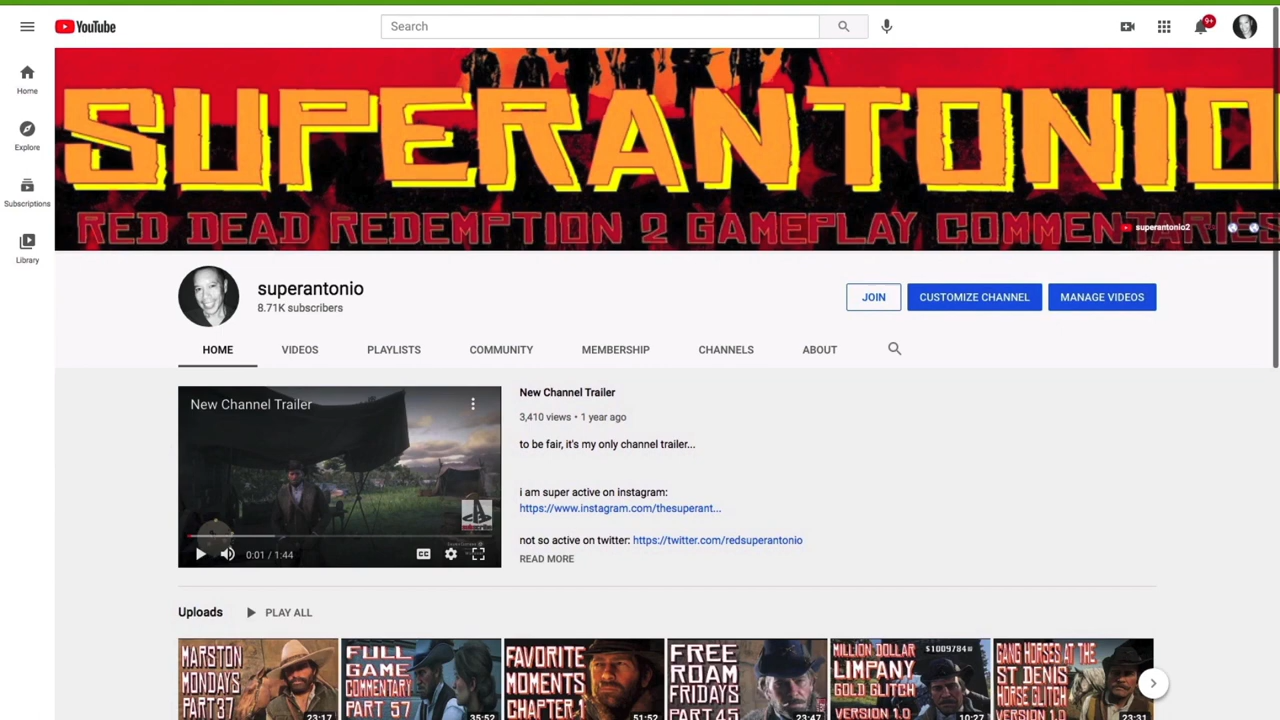 YouTube
Search
9+
Home
Explore
Subscriptions
Library
SUPERANTONIO
RED DEAD REDEMPTION 2 GAMEPLAY COMMENTARIES
superantonio2
superantonio
8.71K subscribers
JOIN
CUSTOMIZE CHANNEL
MANAGE VIDEOS
HOME
VIDEOS
PLAYLISTS
COMMUNITY
MEMBERSHIP
CHANNELS
ABOUT
New Channel Trailer
0:01 / 1:44
CC
New Channel Trailer
3,410 views • 1 year ago
to be fair, it's my only channel trailer...
i am super active on instagram:
https://www.instagram.com/thesuperant...
not so active on twitter: https://twitter.com/redsuperantonio
READ MORE
Uploads
PLAY ALL
MARSTON
MONDAYS
PART 37
23:17
FULL
GAME
COMMENTARY
PART 57
35:52
FAVORITE
MOMENTS
CHAPTER 1
51:52
FREE
ROAM
FRIDAYS
PART 45
23:47
MILLION DOLLAR
LIMPANY
GOLD GLITCH
VERSION 1.0
10:27
GANG HORSES AT THE
ST DENIS
HORSE GLITCH
VERSION 1.0
23:31